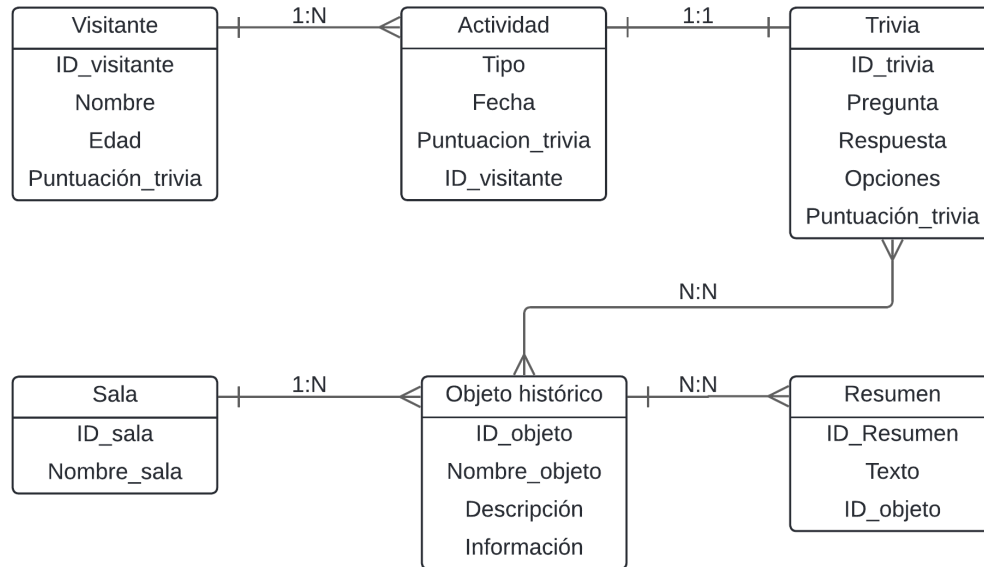 Visitante
1:N
Actividad
1:1
Trivia
ID_visitante
Nombre
Edad
Puntuación_trivia
Tipo
Fecha
Puntuacion_trivia
ID_visitante
ID_trivia
Pregunta
Respuesta
Opciones
Puntuación_trivia
N:N
Sala
1:N
Objeto histórico
N:N
Resumen
ID_sala
Nombre_sala
ID_objeto
Nombre_objeto
Descripción
Información
ID_Resumen
Texto
ID_objeto